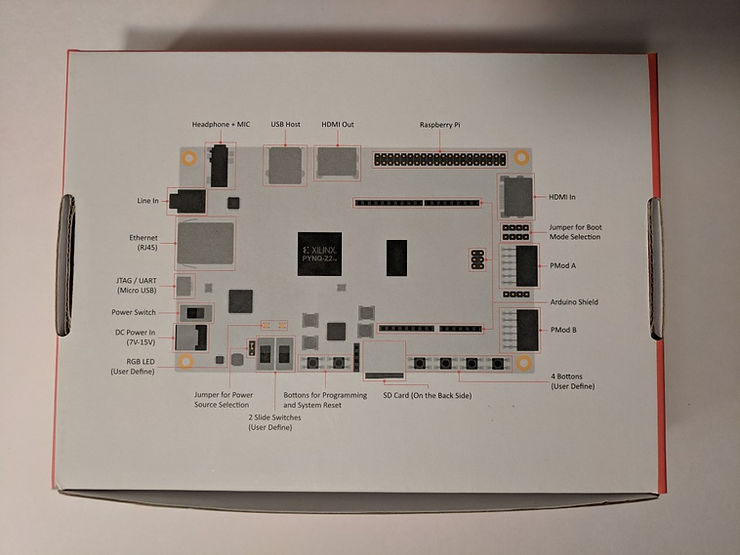 Headphone + MIC
USB Host
HDMI Out
Raspberry Pi
Line In
HDMI In
Ethernet
(RJ45)
Jumper for Boot
Mode Selection
XILINX
PYNQ-Z2
PMod A
JTAG / UART
(Micro USB)
Arduino Shield
Power Switch
DC Power In
(7V-15V)
PMod B
RGB LED
(User Define)
4 Bottons
(User Define)
Jumper for Power
Source Selection
Bottons for Programming
and System Reset
SD Card (On the Back Side)
2 Slide Switches
(User Define)